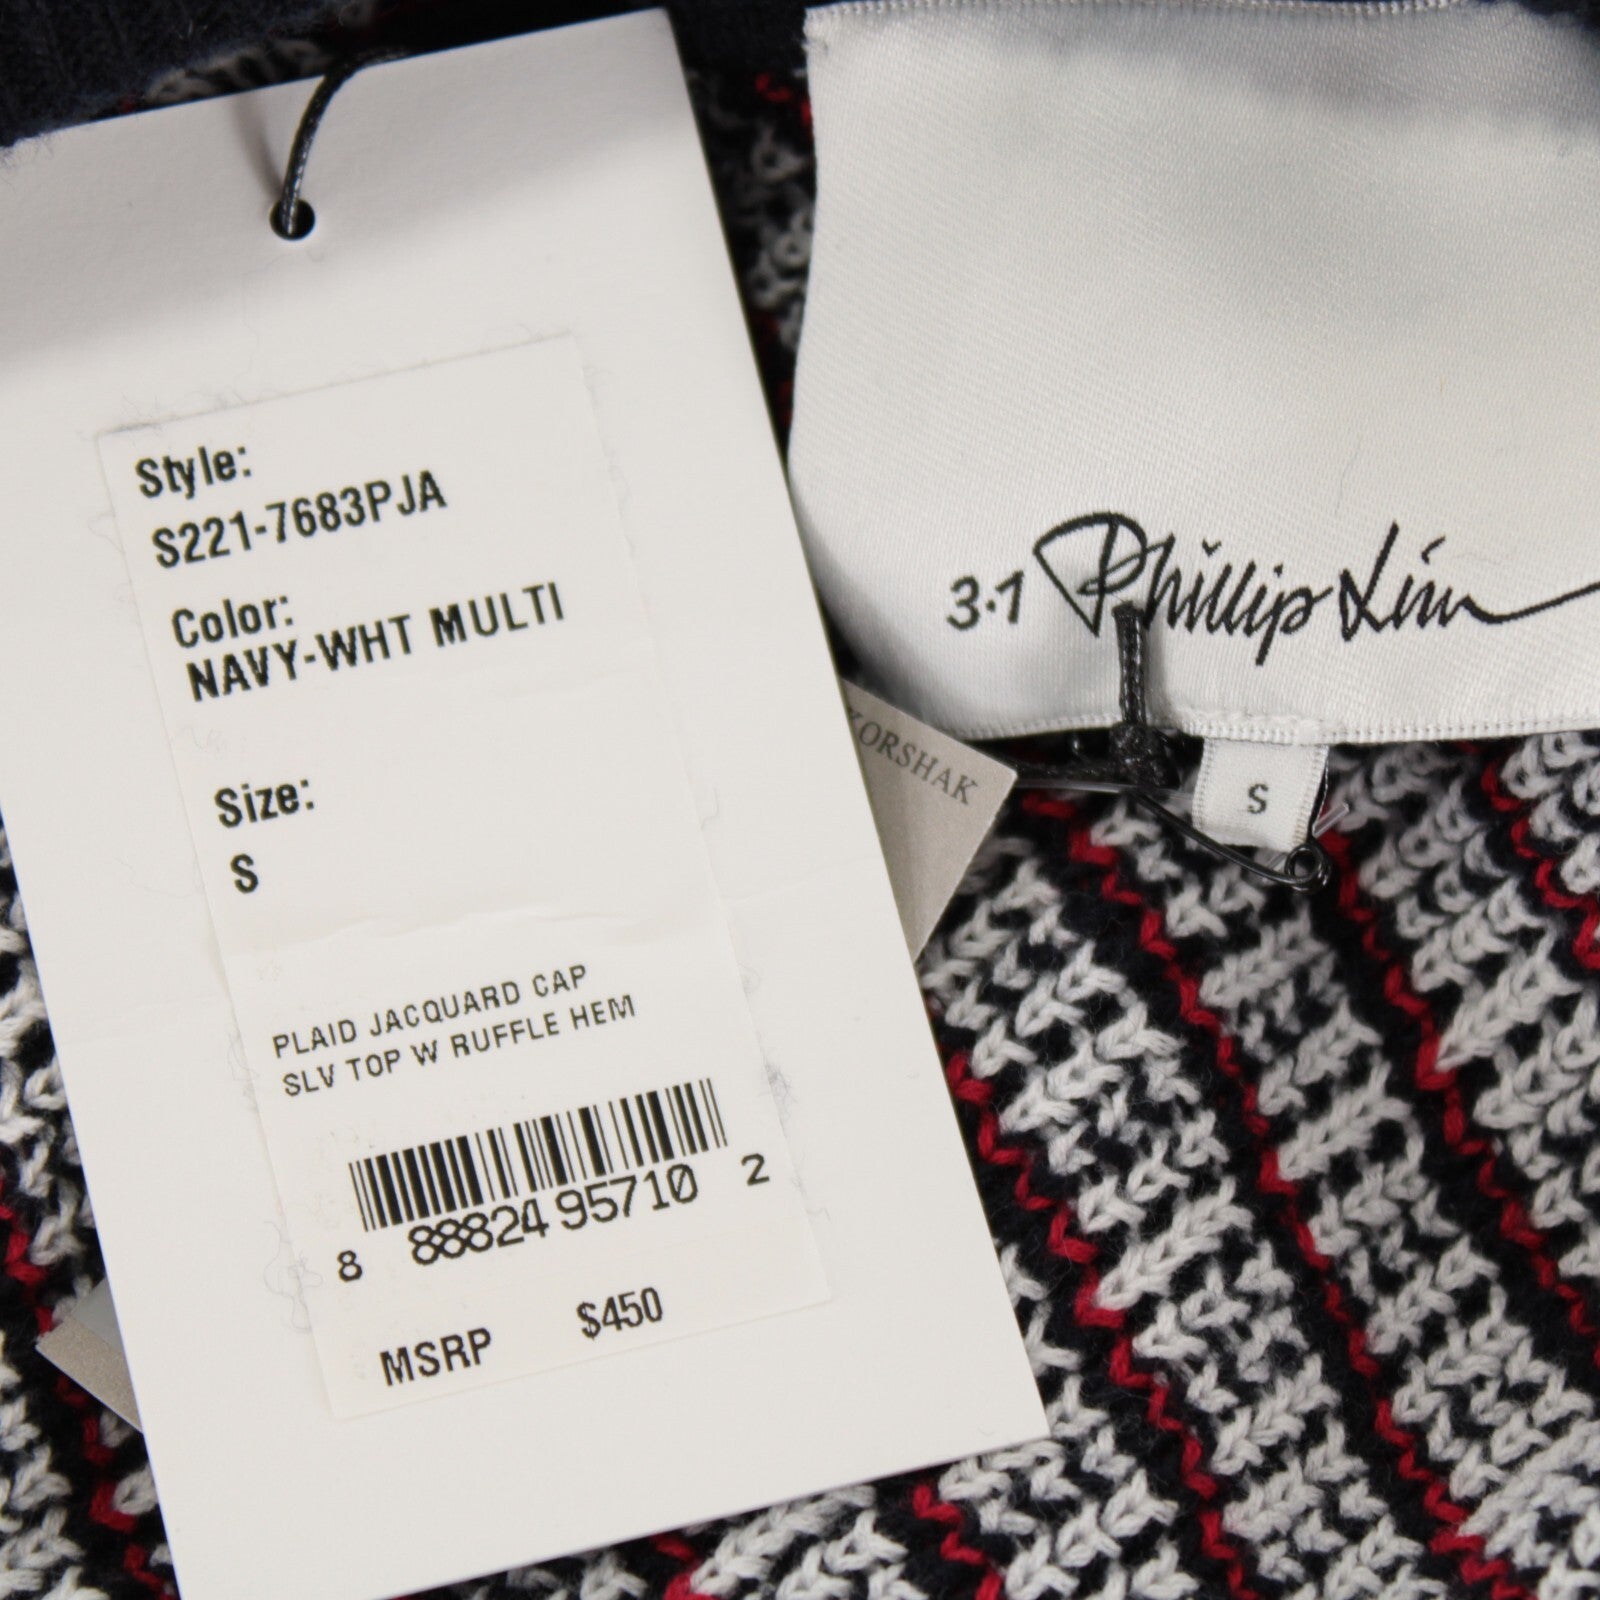 Style:
S221-7683PJA
Color:
NAVY-WHT MULTI
Size:
S
PLAID JACQUARD CAP
SLV TOP W RUFFLE HEM
8 88824 95710 2
MSRP $450
3.1 Phillip Lim
S
KORSHAK